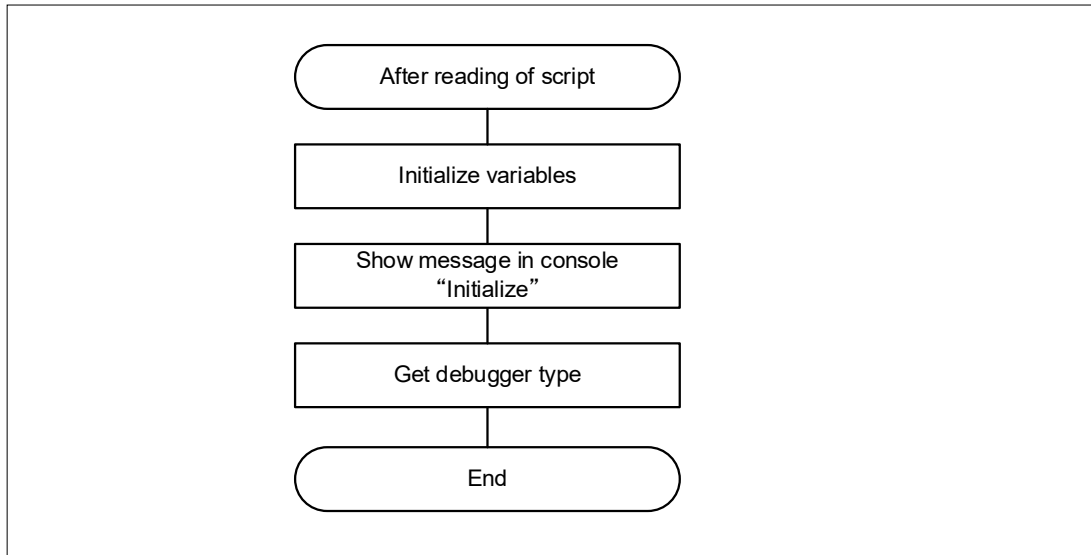 After reading of script
Initialize variables
Show message in console
“Initialize”
Get debugger type
End